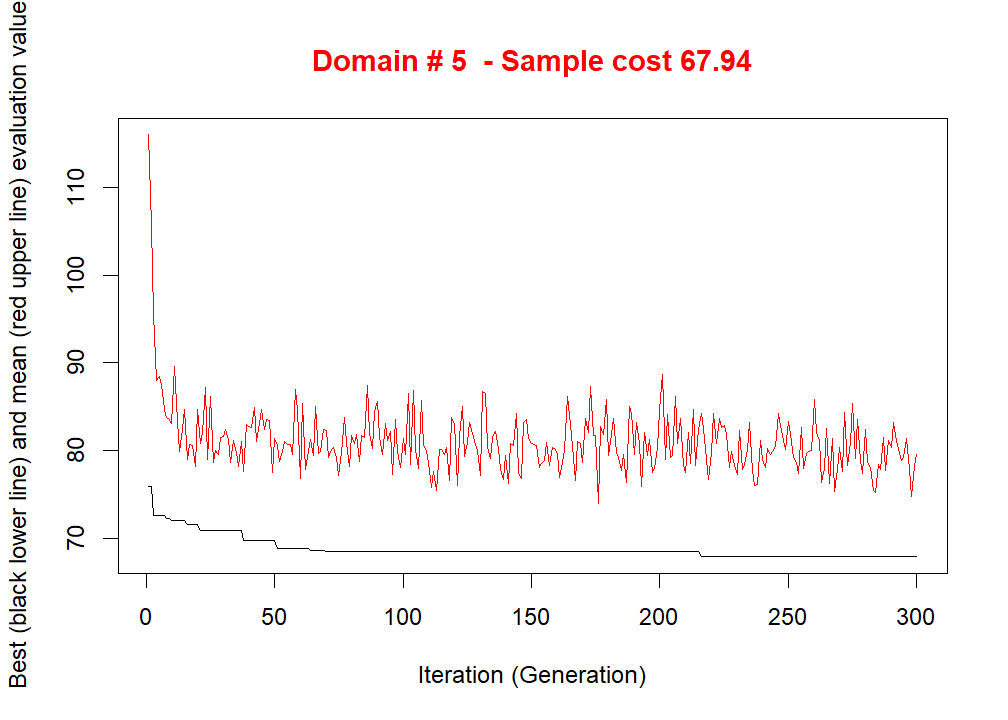 Domain # 5  - Sample cost 67.94
Best (black lower line) and mean (red upper line) evaluation value
110
100
90
80
70
0 50 100 150 200 250 300
Iteration (Generation)